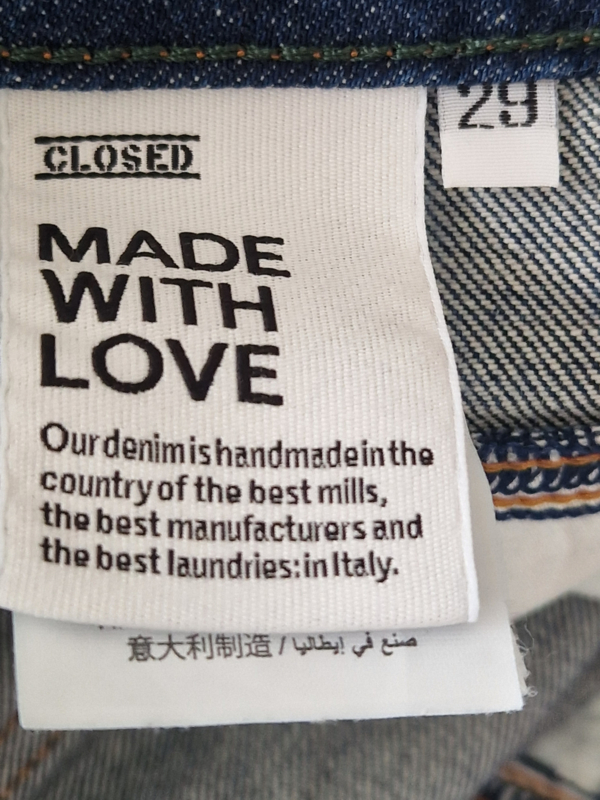 29
CLOSED
MADE
WITH
LOVE
Our denim is handmade in the
country of the best mills,
the best manufacturers and
the best laundries: in Italy.
意大利制造 / صنع في إيطاليا